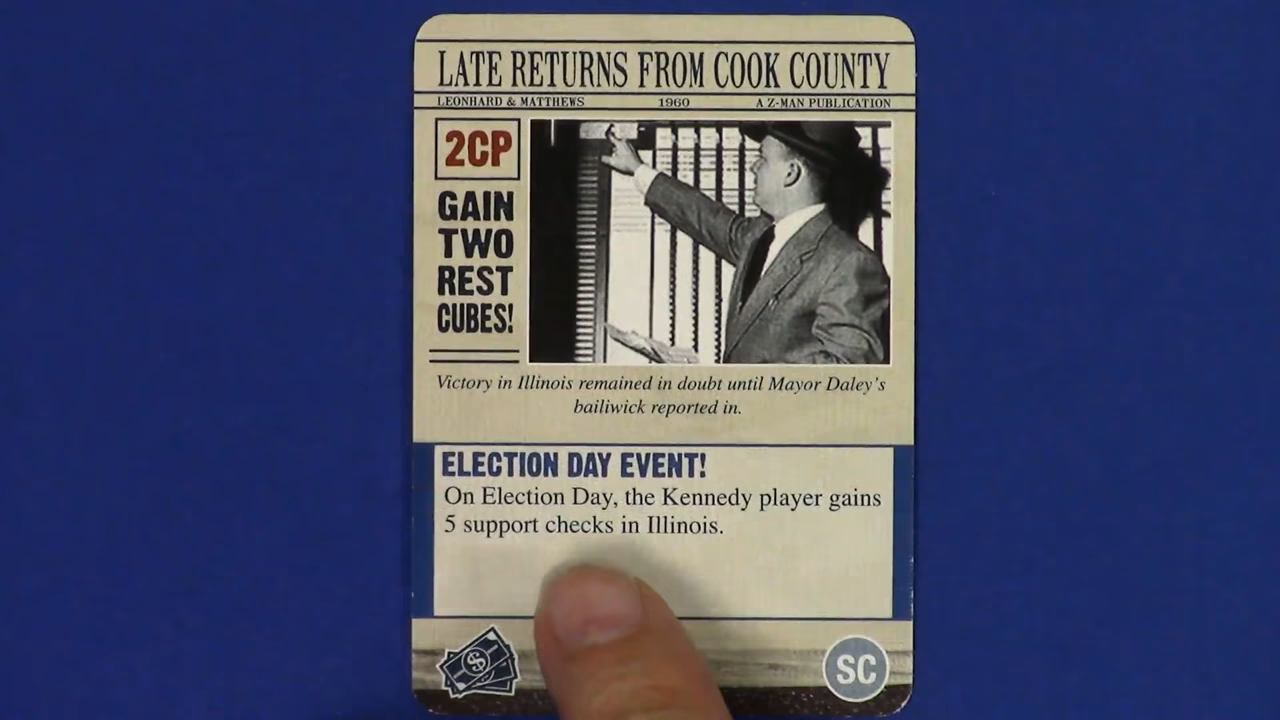 LATE RETURNS FROM COOK COUNTY
LEONHARD & MATTHEWS 1960 A Z-MAN PUBLICATION
2CP
GAIN
TWO
REST
CUBES!
Victory in Illinois remained in doubt until Mayor Daley's
bailiwick reported in.
ELECTION DAY EVENT!
On Election Day, the Kennedy player gains
5 support checks in Illinois.
$
SC